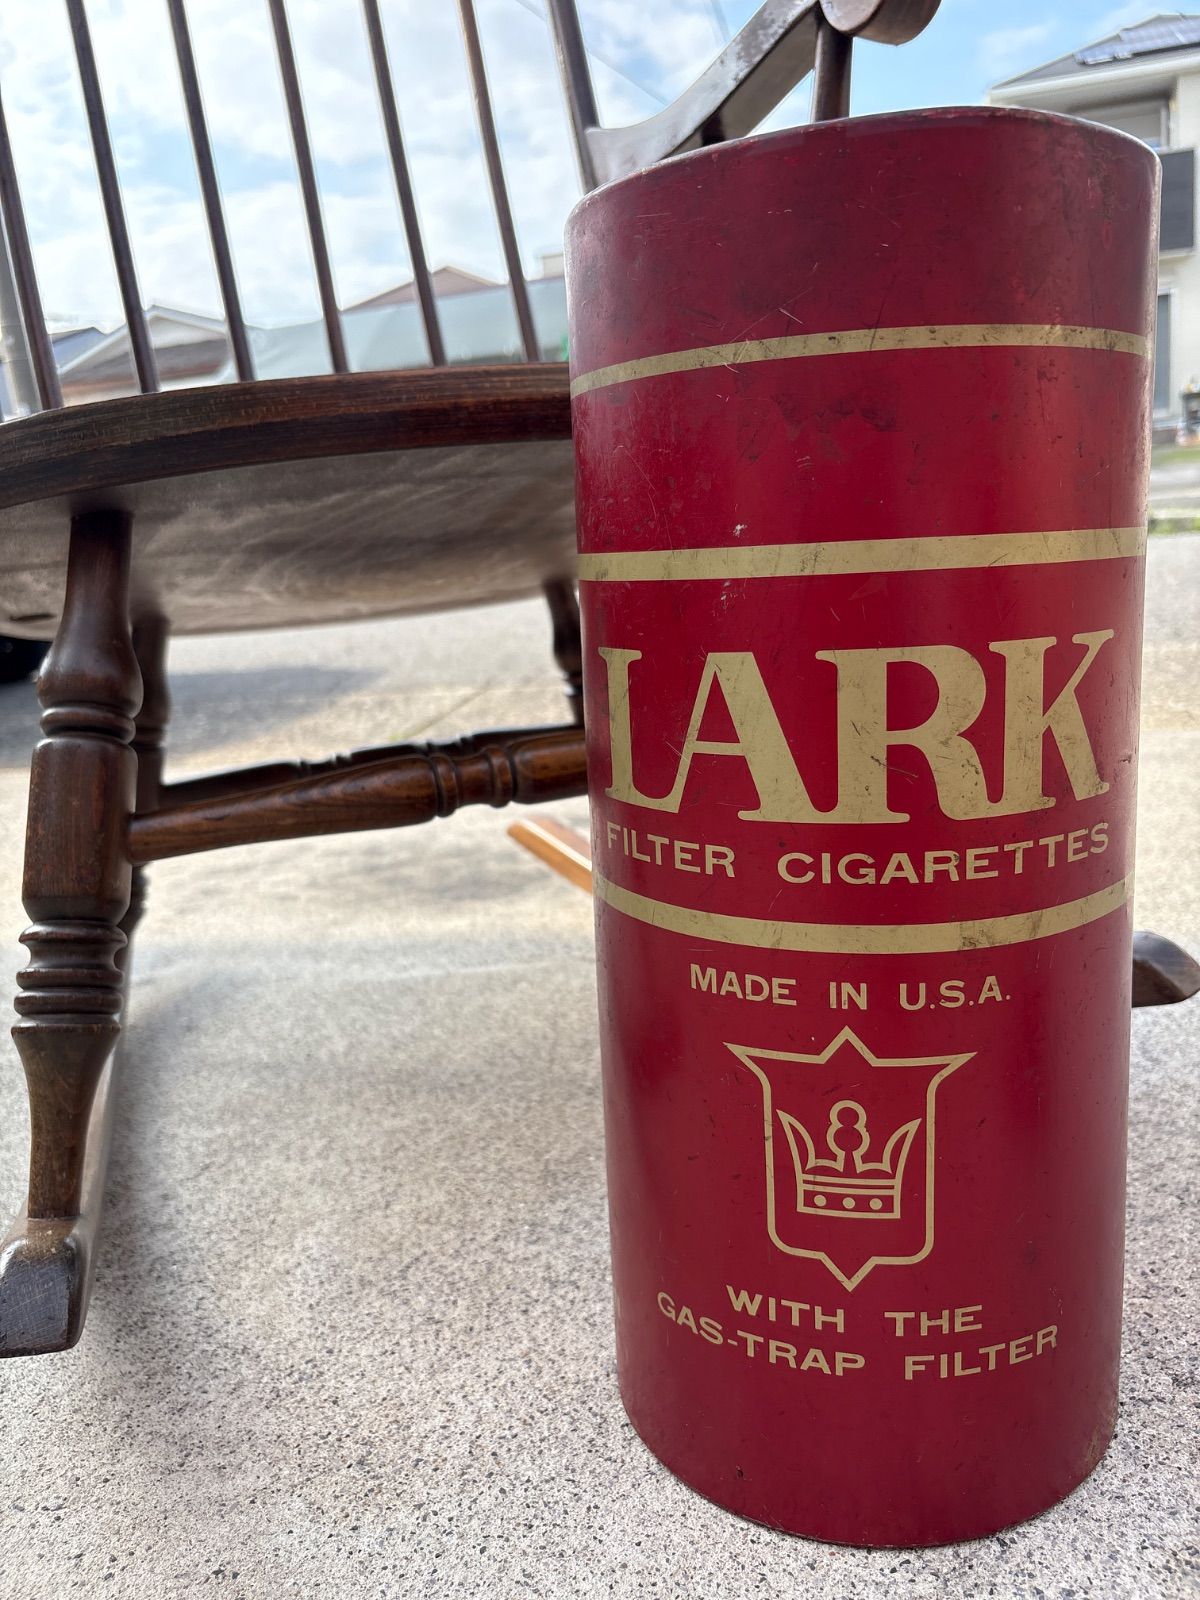 LARK
FILTER CIGARETTES
MADE IN U.S.A.
WITH THE
GAS-TRAP FILTER